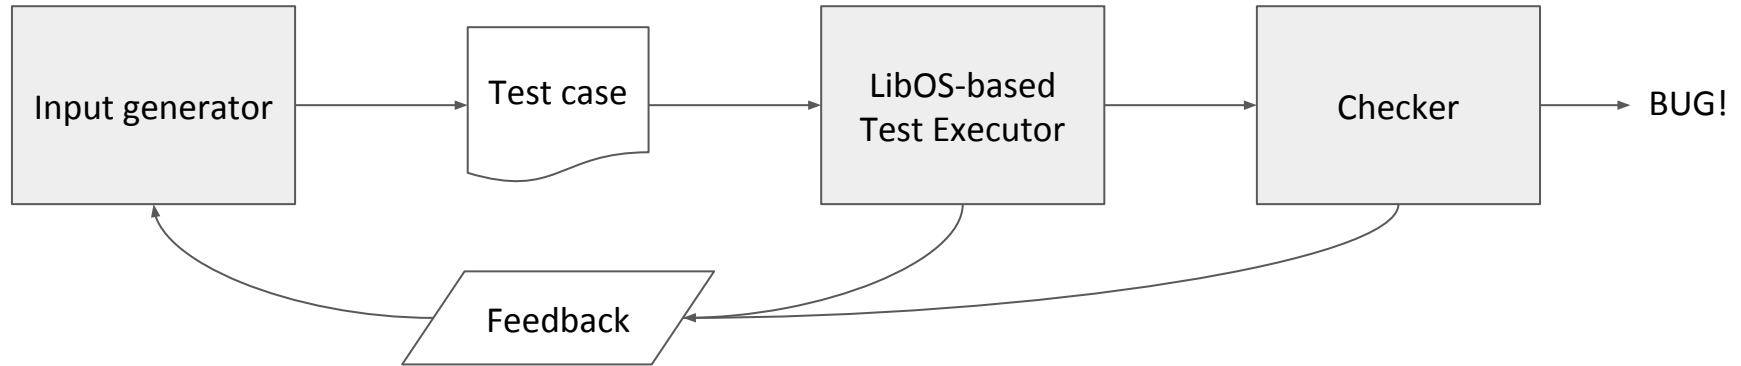 Input generator
Test case
LibOS-based
Test Executor
Checker
BUG!
Feedback